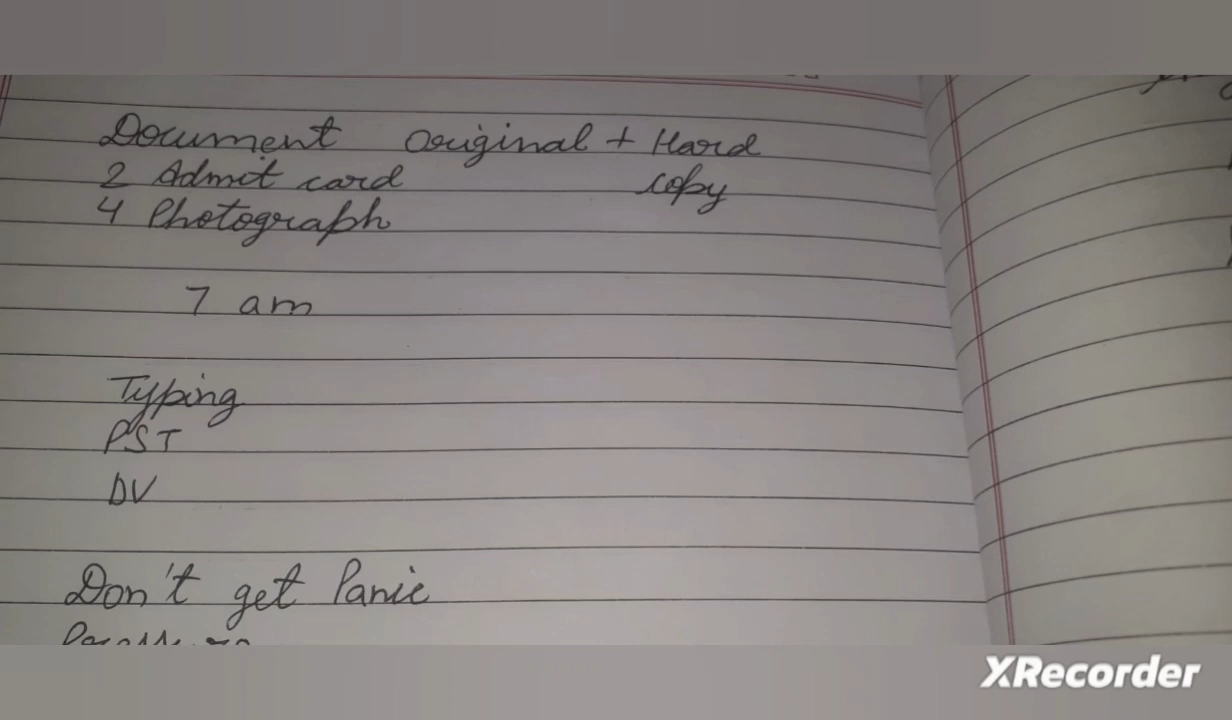 Document Original + Hard
copy
2 Admit card
4 Photograph
7 am
Typing
PST
DV
Don't get Panic
XRecorder